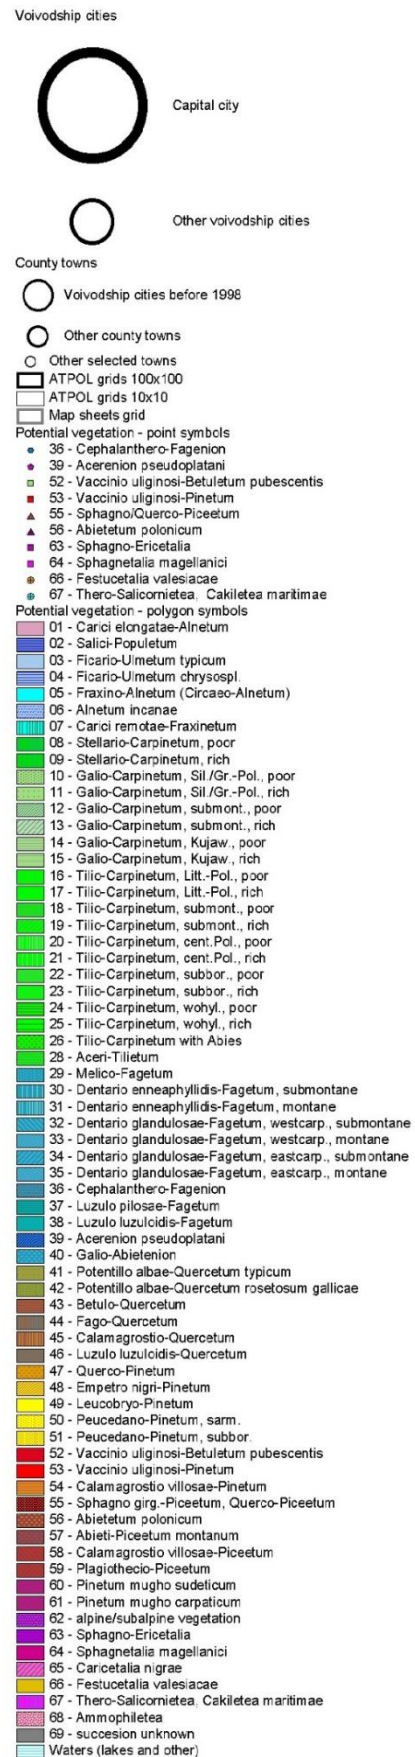 Voivodship cities
Capital city
Other voivodship cities
County towns
Voivodship cities before 1998
Other county towns
Other selected towns
ATPOL grids 100x100
ATPOL grids 10x10
Map sheets grid
Potential vegetation - point symbols
36 - Cephalanthero-Fagenion
39 - Acerenion pseudoplatani
52 - Vaccinio uliginosi-Betuletum pubescentis
53 - Vaccinio uliginosi-Pinetum
55 - Sphagno/Querco-Piceetum
56 - Abietetum polonicum
63 - Sphagno-Ericetalia
64 - Sphagnetalia magellanici
66 - Festucetalia valesiacae
67 - Thero-Salicornietea, Cakiletea maritimae
Potential vegetation - polygon symbols
01 - Carici elongatae-Alnetum
02 - Salici-Populetum
03 - Ficario-Ulmetum typicum
04 - Ficario-Ulmetum chrysospl.
05 - Fraxino-Alnetum (Circaeo-Alnetum)
06 - Alnetum incanae
07 - Carici remotae-Fraxinetum
08 - Stellario-Carpinetum, poor
09 - Stellario-Carpinetum, rich
10 - Galio-Carpinetum, Sil./Gr.-Pol., poor
11 - Galio-Carpinetum, Sil./Gr.-Pol., rich
12 - Galio-Carpinetum, submont., poor
13 - Galio-Carpinetum, submont., rich
14 - Galio-Carpinetum, Kujaw., poor
15 - Galio-Carpinetum, Kujaw., rich
16 - Tilio-Carpinetum, Litt.-Pol., poor
17 - Tilio-Carpinetum, Litt.-Pol., rich
18 - Tilio-Carpinetum, submont., poor
19 - Tilio-Carpinetum, submont., rich
20 - Tilio-Carpinetum, cent.Pol., poor
21 - Tilio-Carpinetum, cent.Pol., rich
22 - Tilio-Carpinetum, subbor., poor
23 - Tilio-Carpinetum, subbor., rich
24 - Tilio-Carpinetum, wohyl., poor
25 - Tilio-Carpinetum, wohyl., rich
26 - Tilio-Carpinetum with Abies
28 - Aceri-Tilietum
29 - Melico-Fagetum
30 - Dentario enneaphyllidis-Fagetum, submontane
31 - Dentario enneaphyllidis-Fagetum, montane
32 - Dentario glandulosae-Fagetum, westcarp., submontane
33 - Dentario glandulosae-Fagetum, westcarp., montane
34 - Dentario glandulosae-Fagetum, eastcarp., submontane
35 - Dentario glandulosae-Fagetum, eastcarp., montane
36 - Cephalanthero-Fagenion
37 - Luzulo pilosae-Fagetum
38 - Luzulo luzuloidis-Fagetum
39 - Acerenion pseudoplatani
40 - Galio-Abietenion
41 - Potentillo albae-Quercetum typicum
42 - Potentillo albae-Quercetum rosetosum gallicae
43 - Betulo-Quercetum
44 - Fago-Quercetum
45 - Calamagrostio-Quercetum
46 - Luzulo luzuloidis-Quercetum
47 - Querco-Pinetum
48 - Empetro nigri-Pinetum
49 - Leucobryo-Pinetum
50 - Peucedano-Pinetum, sarm.
51 - Peucedano-Pinetum, subbor.
52 - Vaccinio uliginosi-Betuletum pubescentis
53 - Vaccinio uliginosi-Pinetum
54 - Calamagrostio villosae-Pinetum
55 - Sphagno girg.-Piceetum, Querco-Piceetum
56 - Abietetum polonicum
57 - Abieti-Piceetum montanum
58 - Calamagrostio villosae-Piceetum
59 - Plagiothecio-Piceetum
60 - Pinetum mugho sudeticum
61 - Pinetum mugho carpaticum
62 - alpine/subalpine vegetation
63 - Sphagno-Ericetalia
64 - Sphagnetalia magellanici
65 - Caricetalia nigrae
66 - Festucetalia valesiacae
67 - Thero-Salicornietea, Cakiletea maritimae
68 - Ammophiletea
69 - succesion unknown
Waters (lakes and other)